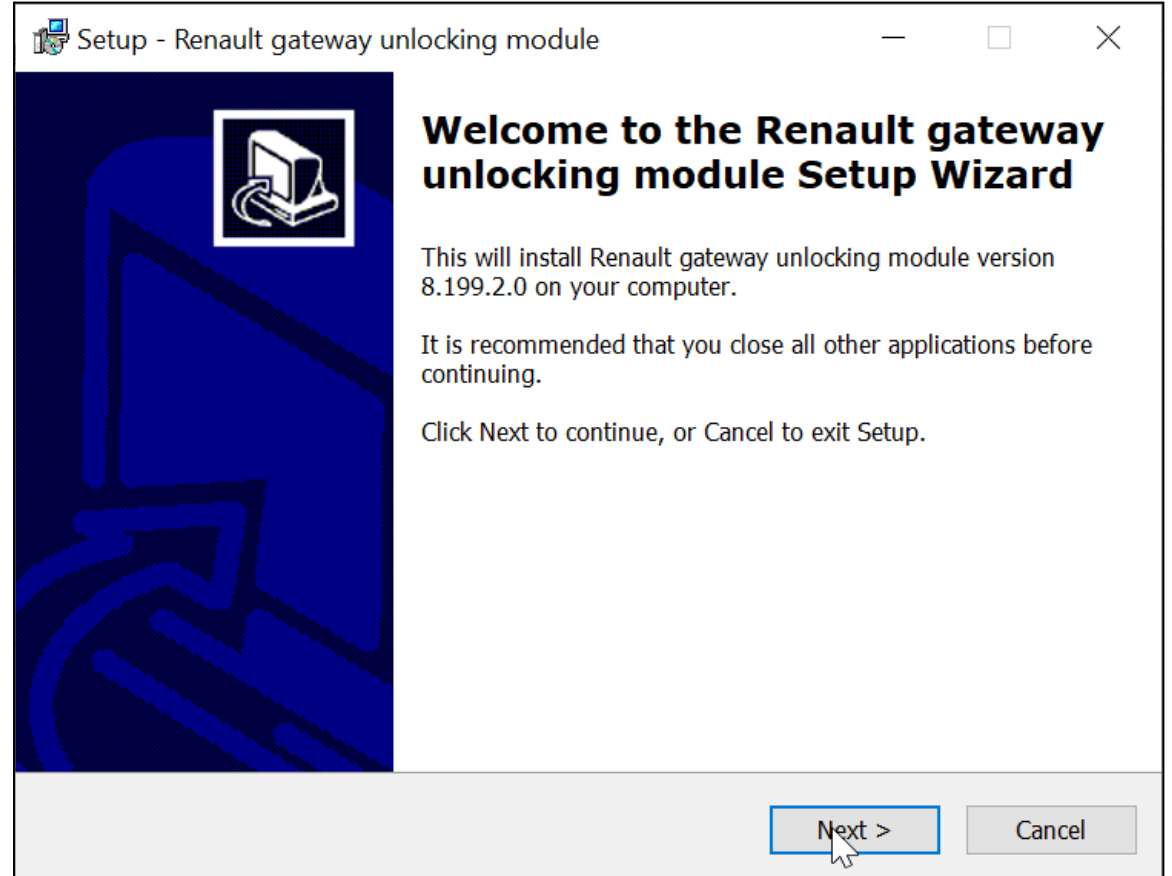 Setup - Renault gateway unlocking module
Welcome to the Renault gateway
unlocking module Setup Wizard
This will install Renault gateway unlocking module version
8.199.2.0 on your computer.
It is recommended that you close all other applications before
continuing.
Click Next to continue, or Cancel to exit Setup.
Next >
Cancel